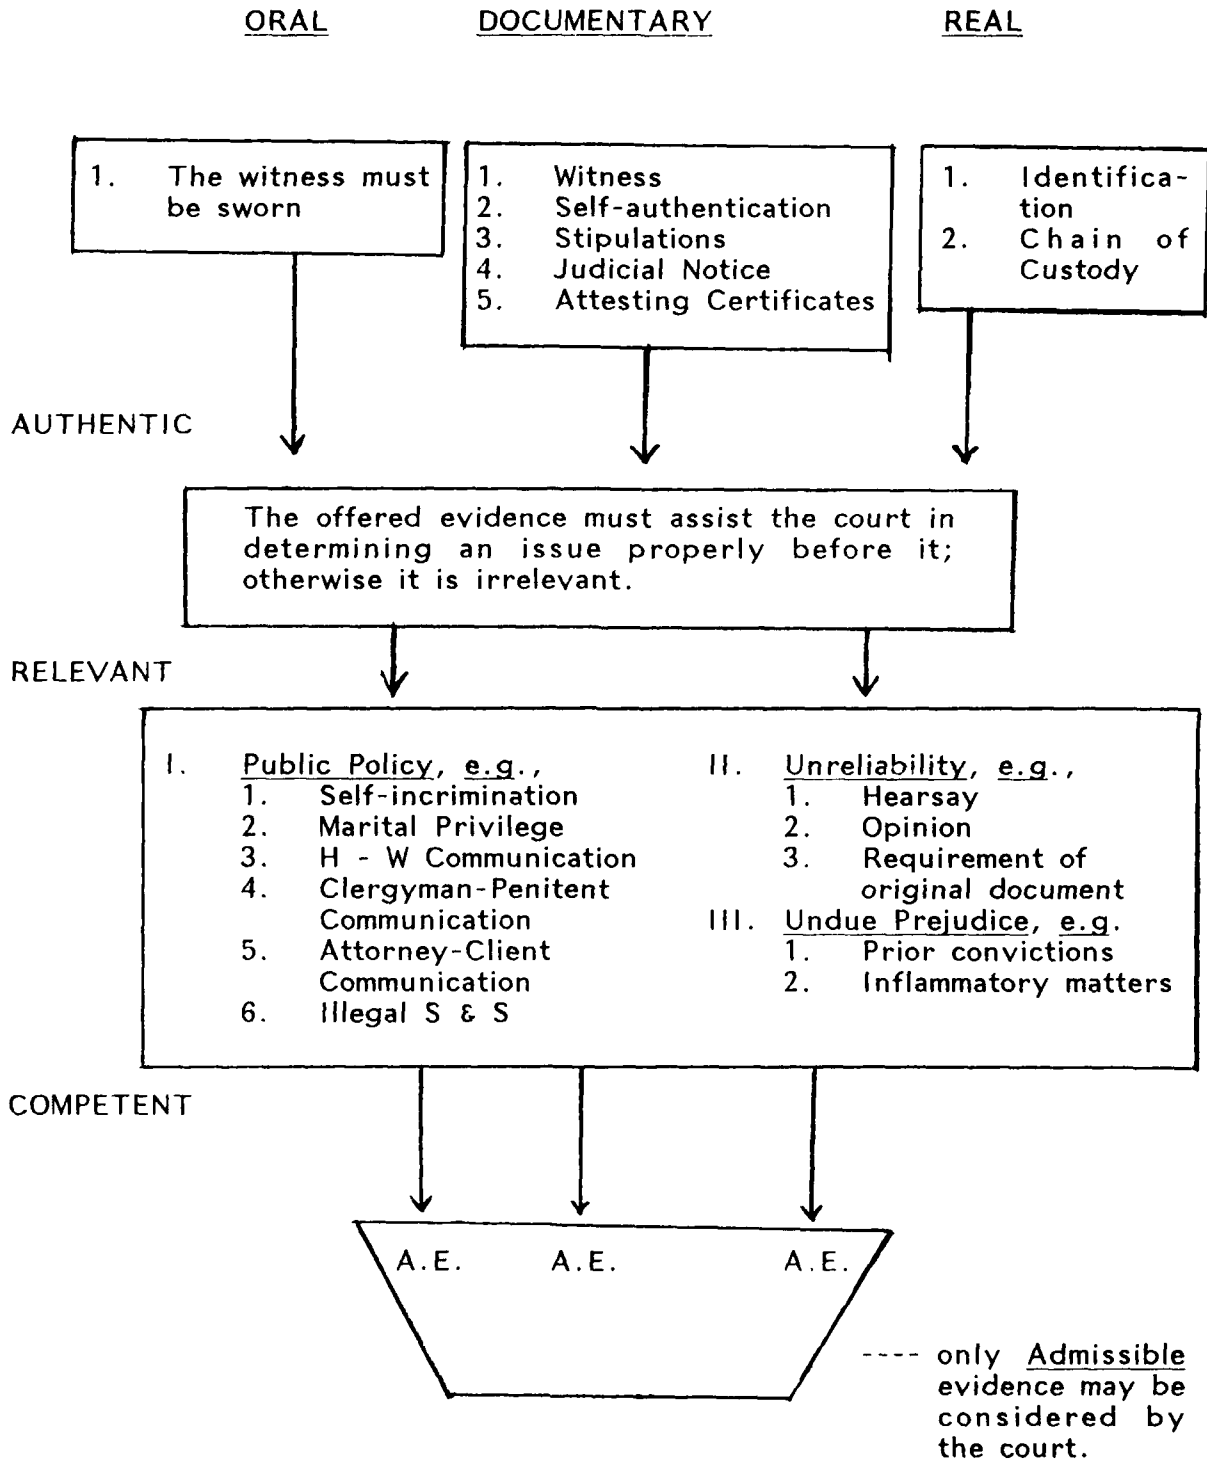 ORAL DOCUMENTARY REAL
1. The witness must
be sworn
1. Witness
2. Self-authentication
3. Stipulations
4. Judicial Notice
5. Attesting Certificates
1. Identifica-
tion
2. Chain of
Custody
AUTHENTIC
The offered evidence must assist the court in
determining an issue properly before it;
otherwise it is irrelevant.
RELEVANT
I. Public Policy, e.g.,
1. Self-incrimination
2. Marital Privilege
3. H - W Communication
4. Clergyman-Penitent
Communication
5. Attorney-Client
Communication
6. Illegal S & S
II. Unreliability, e.g.,
1. Hearsay
2. Opinion
3. Requirement of
original document
III. Undue Prejudice, e.g.
1. Prior convictions
2. Inflammatory matters
COMPETENT
A.E. A.E. A.E.
---- only Admissible
evidence may be
considered by
the court.